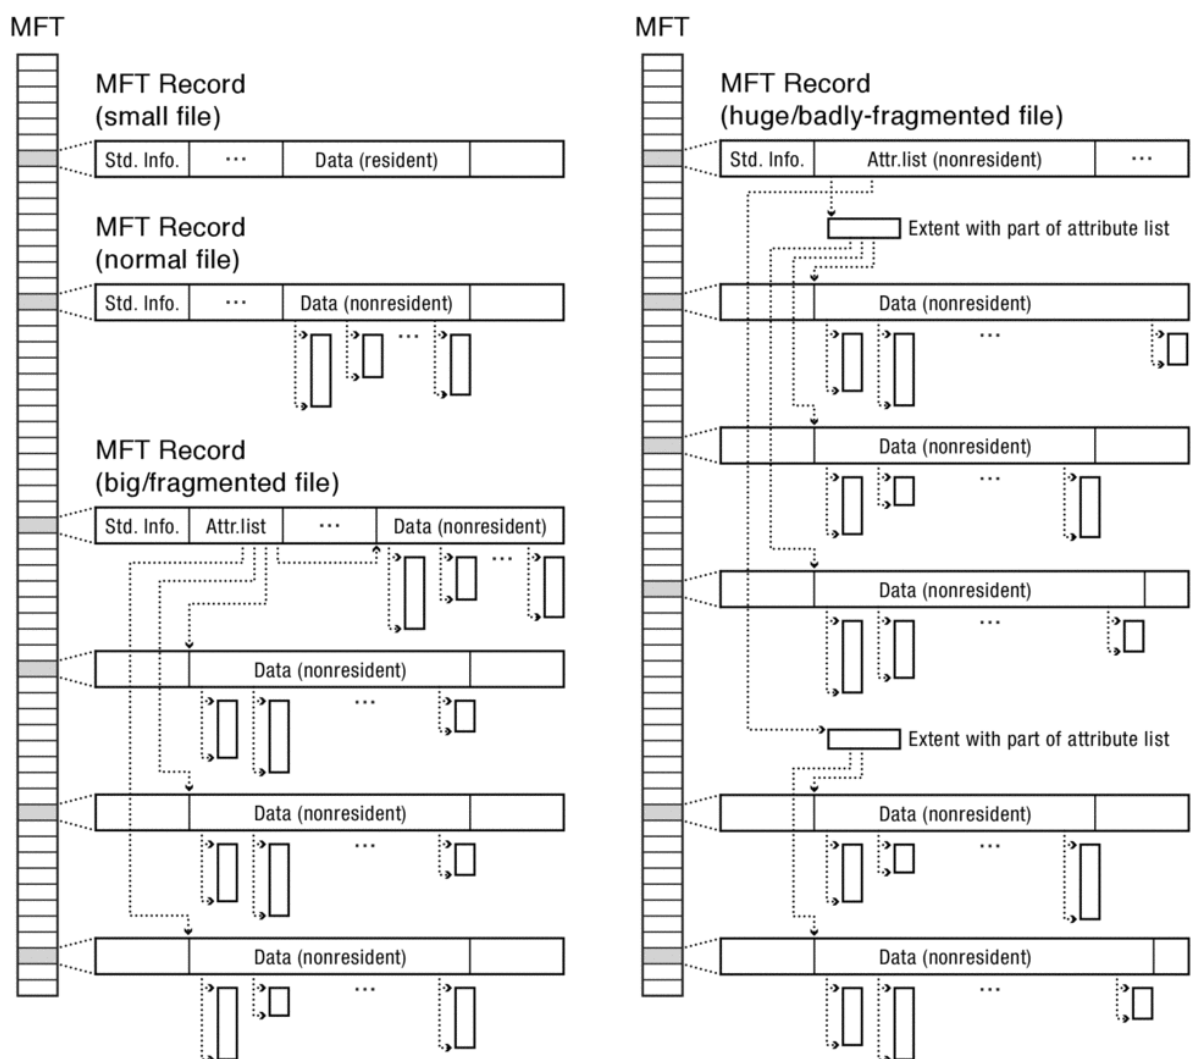 MFT
MFT Record
(small file)
Std. Info.
...
Data (resident)
MFT Record
(normal file)
Std. Info.
...
Data (nonresident)
...
MFT Record
(big/fragmented file)
Std. Info.
Attr.list
...
Data (nonresident)
...
Data (nonresident)
...
Data (nonresident)
...
Data (nonresident)
...
MFT
MFT Record
(huge/badly-fragmented file)
Std. Info.
Attr.list (nonresident)
...
Extent with part of attribute list
Data (nonresident)
...
Data (nonresident)
...
Data (nonresident)
...
Extent with part of attribute list
Data (nonresident)
...
Data (nonresident)
...